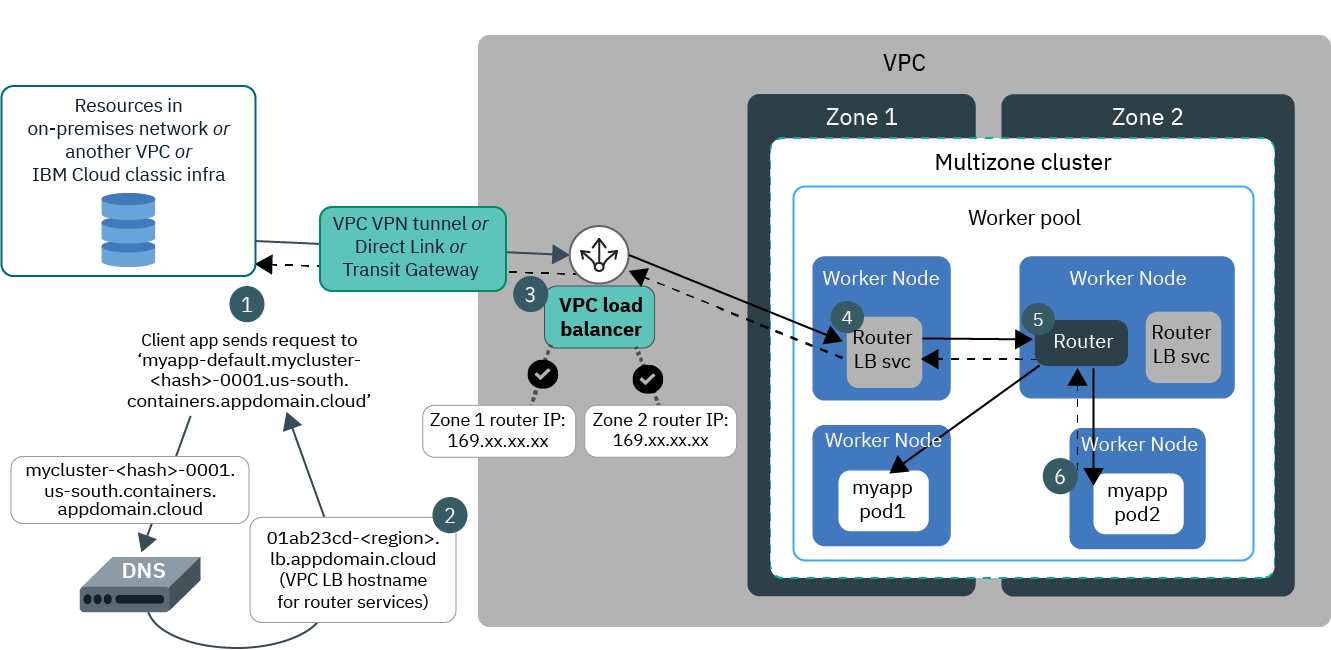 VPC
Zone 1
Zone 2
Multizone cluster
Worker pool
Resources in
on-premises network or
another VPC or
IBM Cloud classic infra
VPC VPN tunnel or
Direct Link or
Transit Gateway
1
Client app sends request to
‘myapp-default.mycluster-
<hash>-0001.us-south.
containers.appdomain.cloud’
mycluster-<hash>-0001.
us-south.containers.
appdomain.cloud
DNS
2
01ab23cd-<region>.
lb.appdomain.cloud
(VPC LB hostname
for router services)
3
VPC load
balancer
Zone 1 router IP:
169.xx.xx.xx
Zone 2 router IP:
169.xx.xx.xx
Worker Node
4
Router
LB svc
Worker Node
5
Router
Router
LB svc
Worker Node
myapp
pod1
Worker Node
6
myapp
pod2